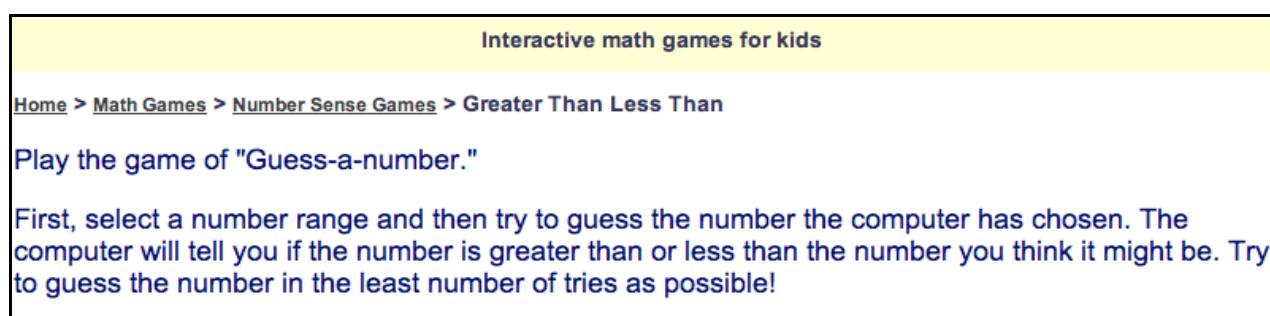 Interactive math games for kids
Home > Math Games > Number Sense Games > Greater Than Less Than
Play the game of "Guess-a-number."
First, select a number range and then try to guess the number the computer has chosen. The
computer will tell you if the number is greater than or less than the number you think it might be. Try
to guess the number in the least number of tries as possible!